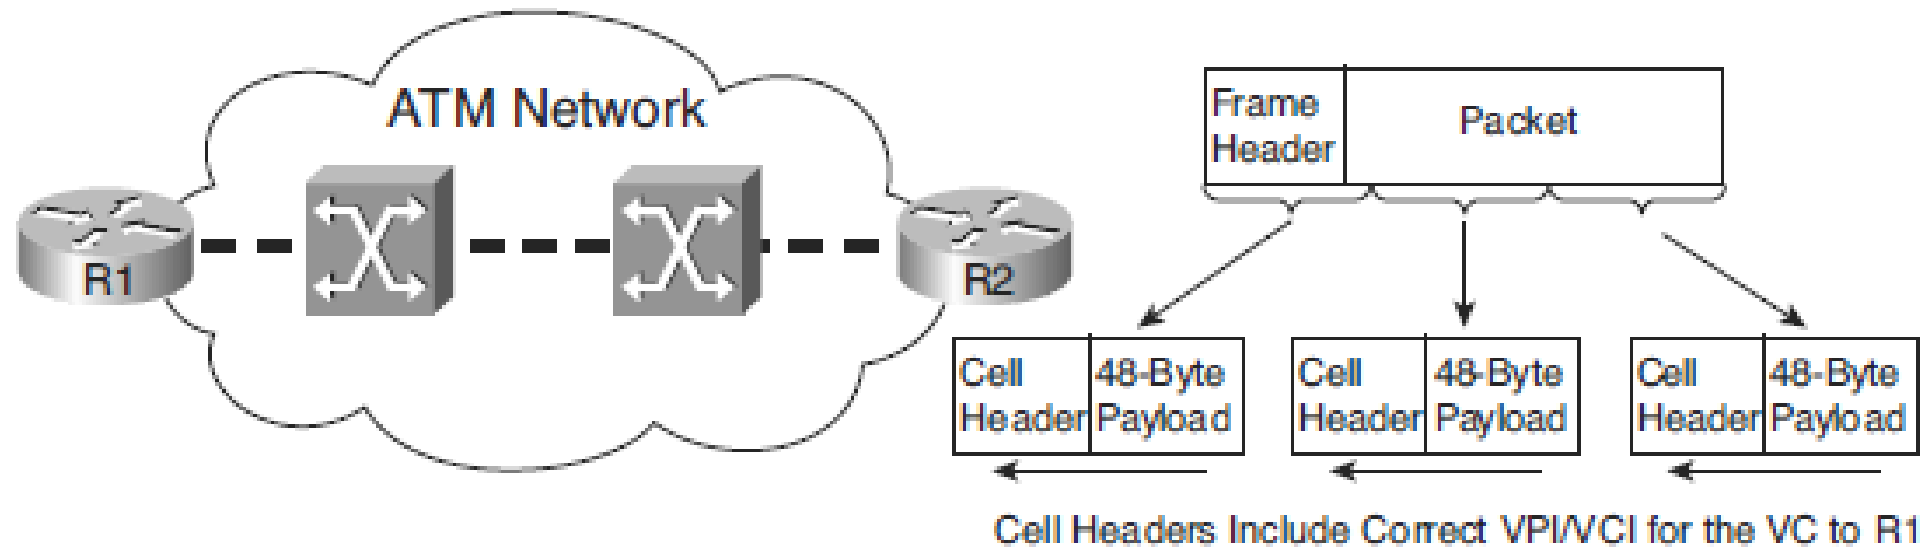 ATM Network
R1
R2
Frame
Header
Packet
Cell
Header
48-Byte
Payload
Cell
Header
48-Byte
Payload
Cell
Header
48-Byte
Payload
Cell Headers Include Correct VPI/VCI for the VC to R1